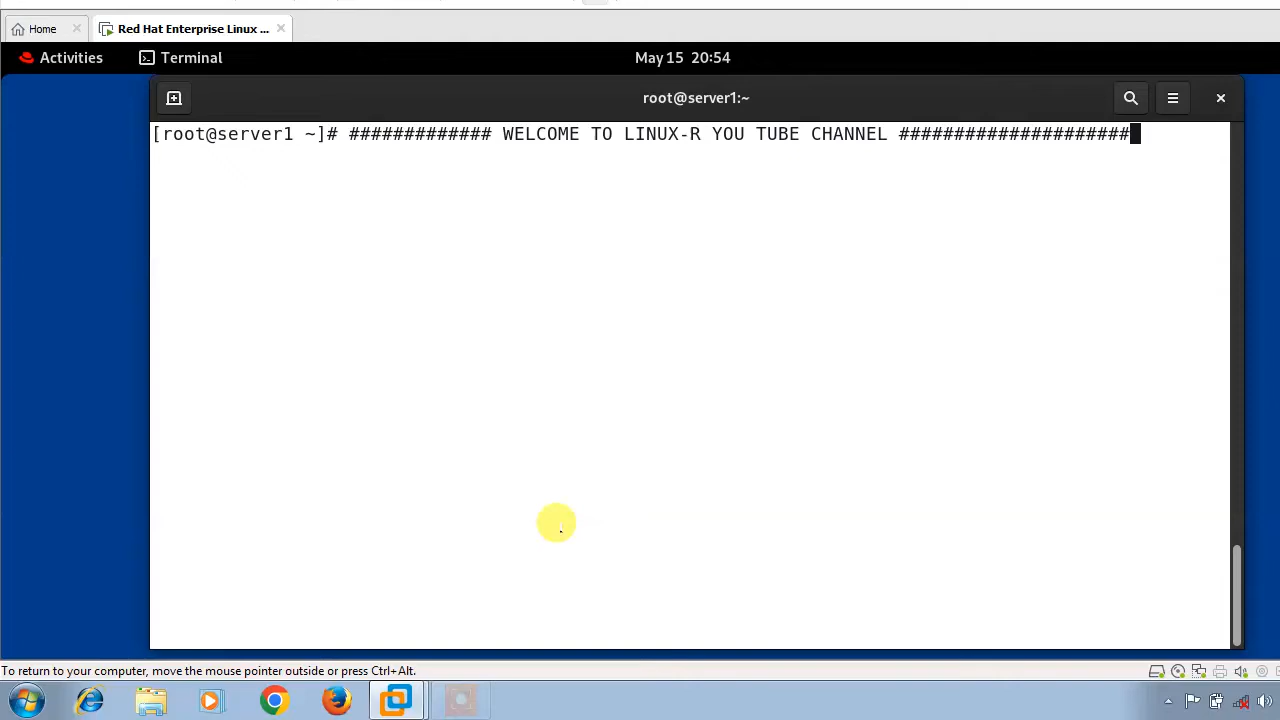 Home
Red Hat Enterprise Linux ...
Activities
Terminal
May 15 20:54
root@server1:~
[root@server1 ~]# ############# WELCOME TO LINUX-R YOU TUBE CHANNEL #####################
To return to your computer, move the mouse pointer outside or press Ctrl+Alt.